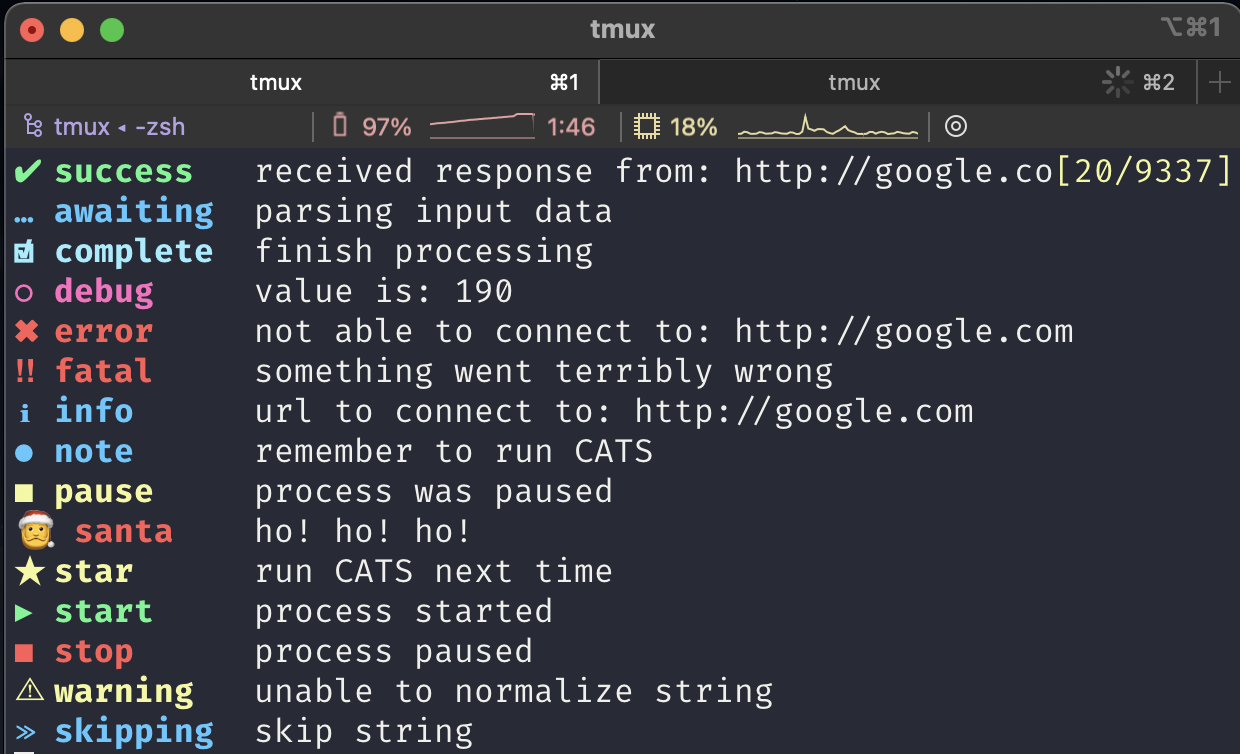 tmux ⌥⌘1
tmux ⌘1 tmux ⌘2 +
tmux ◂ -zsh 97% 1:46 18%
✔ success received response from: http://google.co[20/9337]
… awaiting parsing input data
☑ complete finish processing
○ debug value is: 190
✖ error not able to connect to: http://google.com
‼ fatal something went terribly wrong
ℹ info url to connect to: http://google.com
● note remember to run CATS
■ pause process was paused
🎅 santa ho! ho! ho!
★ star run CATS next time
▶ start process started
■ stop process paused
⚠ warning unable to normalize string
» skipping skip string